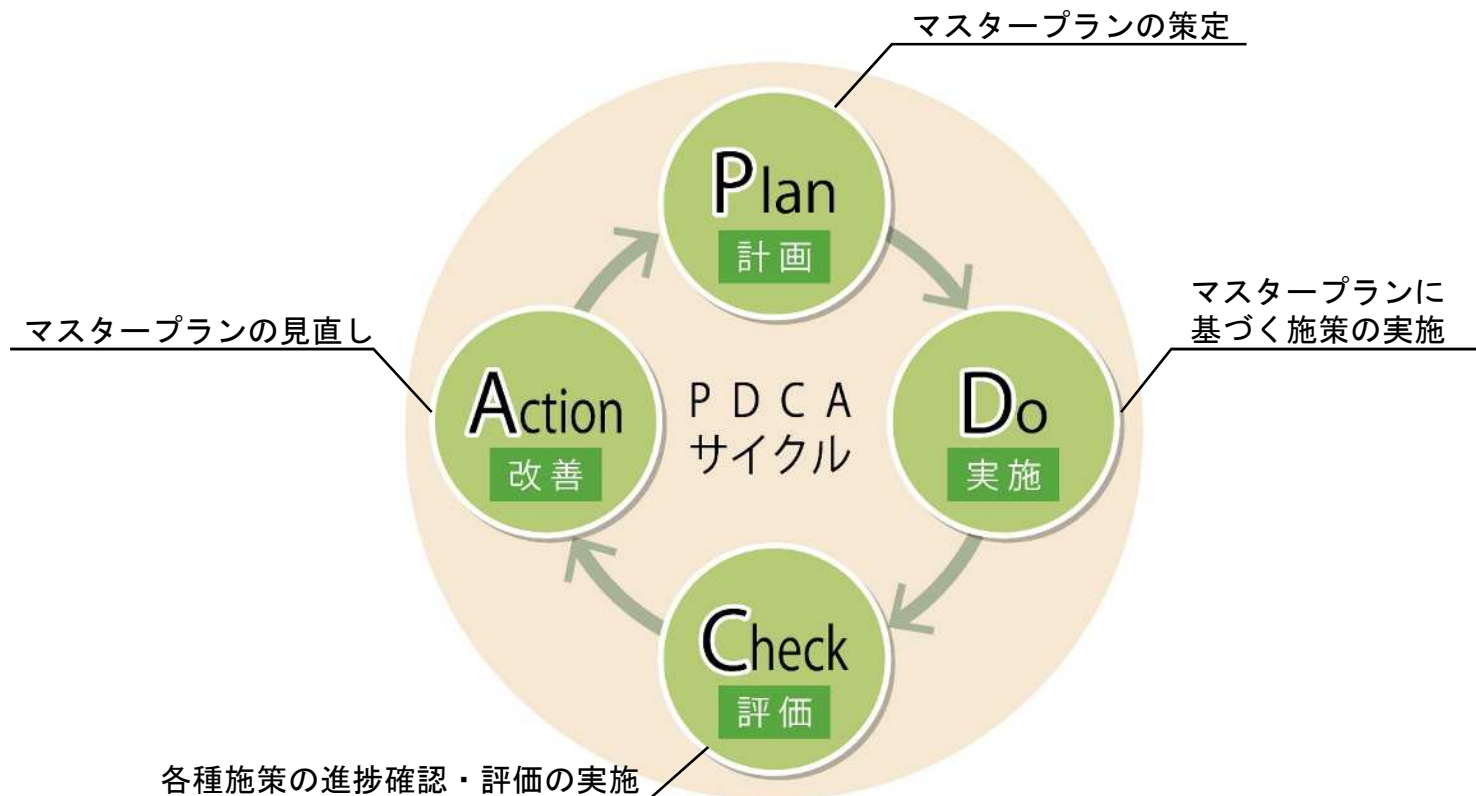 マスタープランの策定
Plan
計画
マスタープランに
基づく施策の実施
マスタープランの見直し
Action
改善
PDCA
サイクル
Do
実施
Check
評価
各種施策の進捗確認・評価の実施